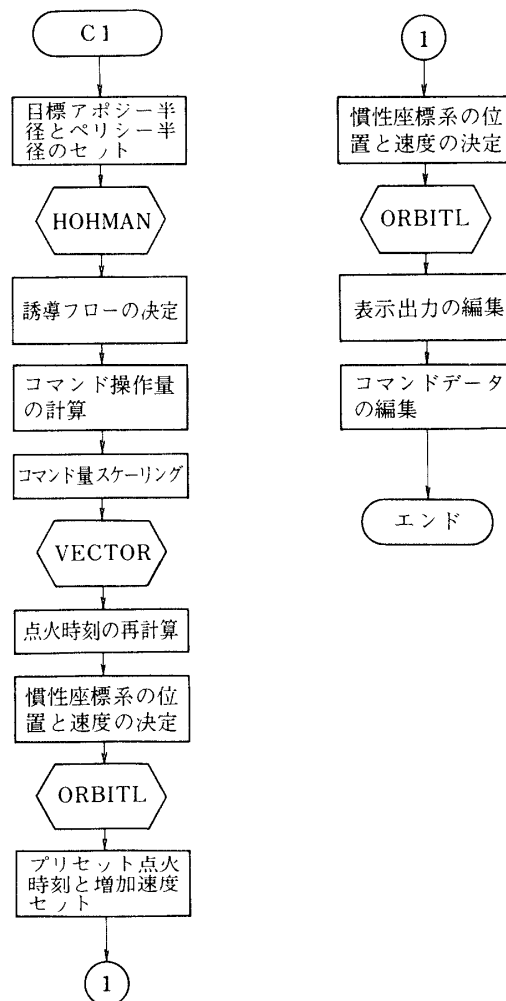 C1
目標アポジー半
径とペリシー半
径のセット
HOHMAN
誘導フローの決定
コマンド操作量
の計算
コマンド量スケーリング
VECTOR
点火時刻の再計算
慣性座標系の位
置と速度の決定
ORBITL
プリセット点火
時刻と増加速度
セット
1
1
慣性座標系の位
置と速度の決定
ORBITL
表示出力の編集
コマンドデータ
の編集
エンド